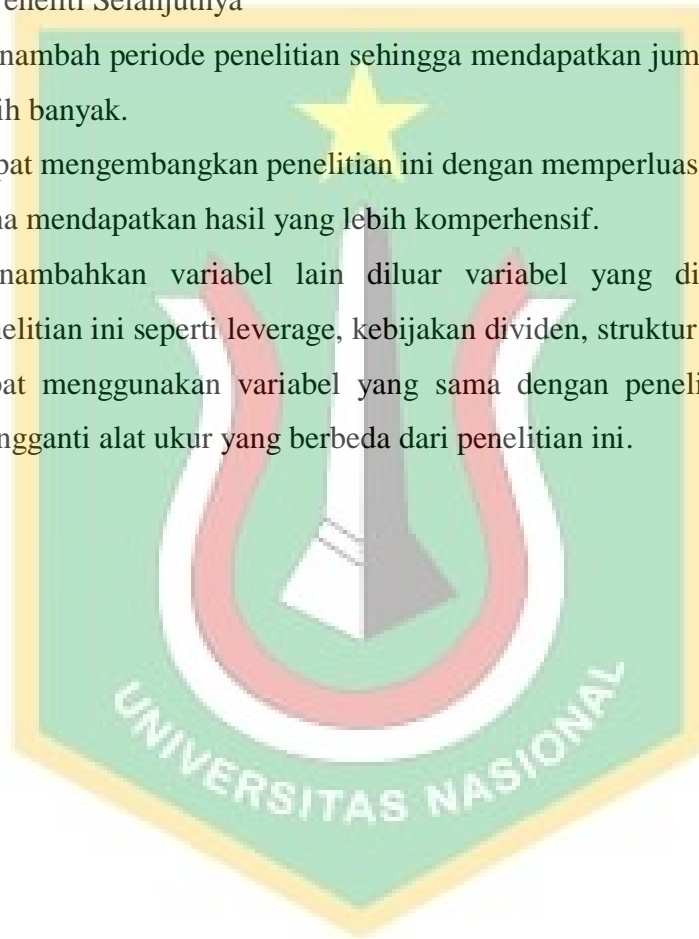 Selanjutnya
nambah periode penelitian sehingga mendapatkan jum
ih banyak.
pat mengembangkan penelitian ini dengan memperluas
na mendapatkan hasil yang lebih komperhensif.
nambahkan variabel lain diluar variabel yang di
nelitian ini seperti leverage, kebijakan dividen, struktur
pat menggunakan variabel yang sama dengan peneli
ngganti alat ukur yang berbeda dari penelitian ini.
UNIVERSITAS NASIONAL